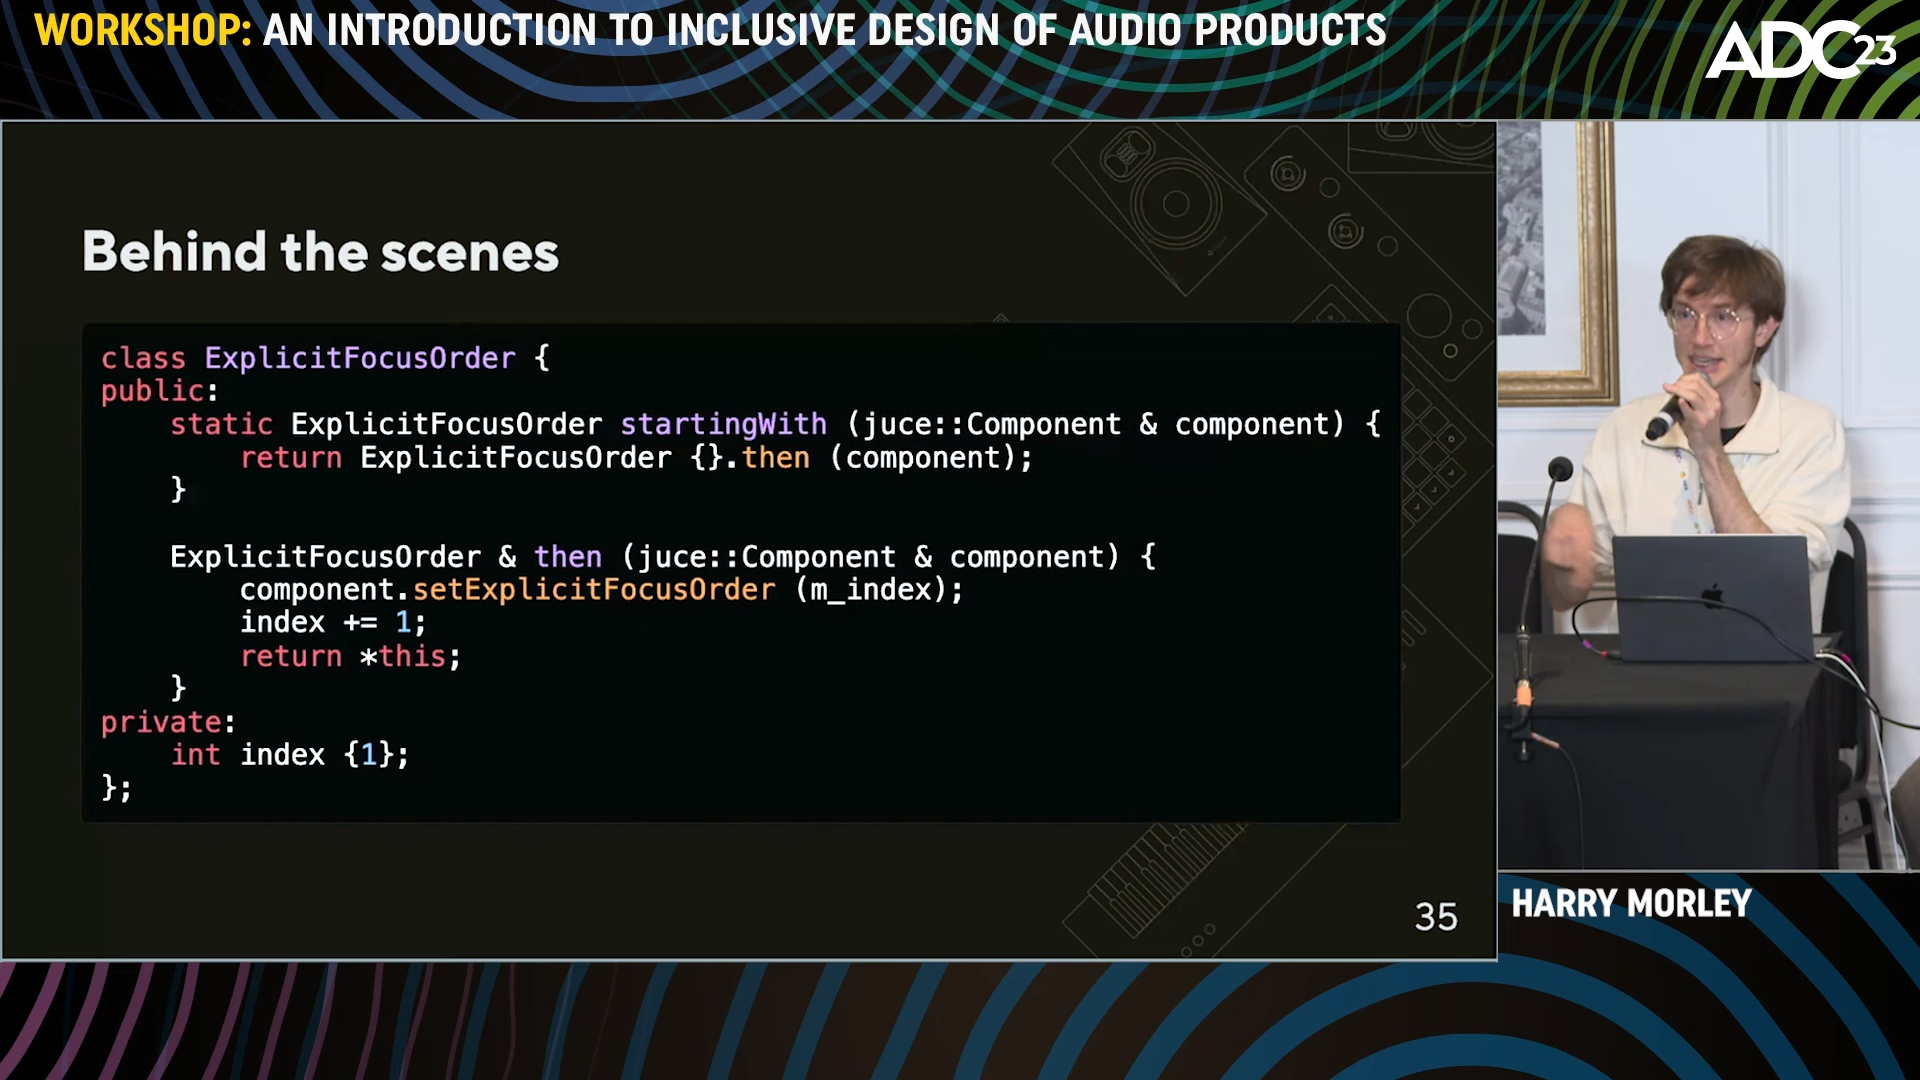 WORKSHOP: AN INTRODUCTION TO INCLUSIVE DESIGN OF AUDIO PRODUCTS
ADC23
Behind the scenes
class ExplicitFocusOrder {
public:
    static ExplicitFocusOrder startingWith (juce::Component & component) {
        return ExplicitFocusOrder {}.then (component);
    }

    ExplicitFocusOrder & then (juce::Component & component) {
        component.setExplicitFocusOrder (m_index);
        index += 1;
        return *this;
    }
private:
    int index {1};
};
35
HARRY MORLEY